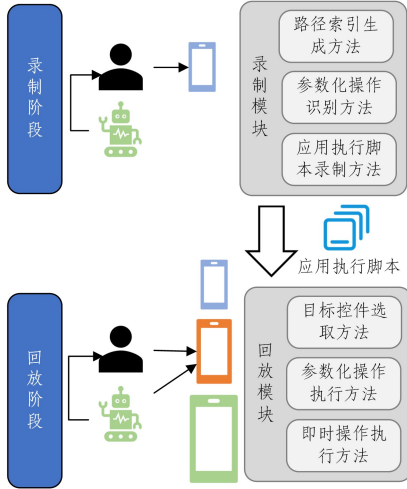 录制阶段
录制模块
路径索引生
成方法
参数化操作
识别方法
应用执行脚
本录制方法
应用执行脚本
回放阶段
回放模块
目标控件选
取方法
参数化操作
执行方法
即时操作执
行方法